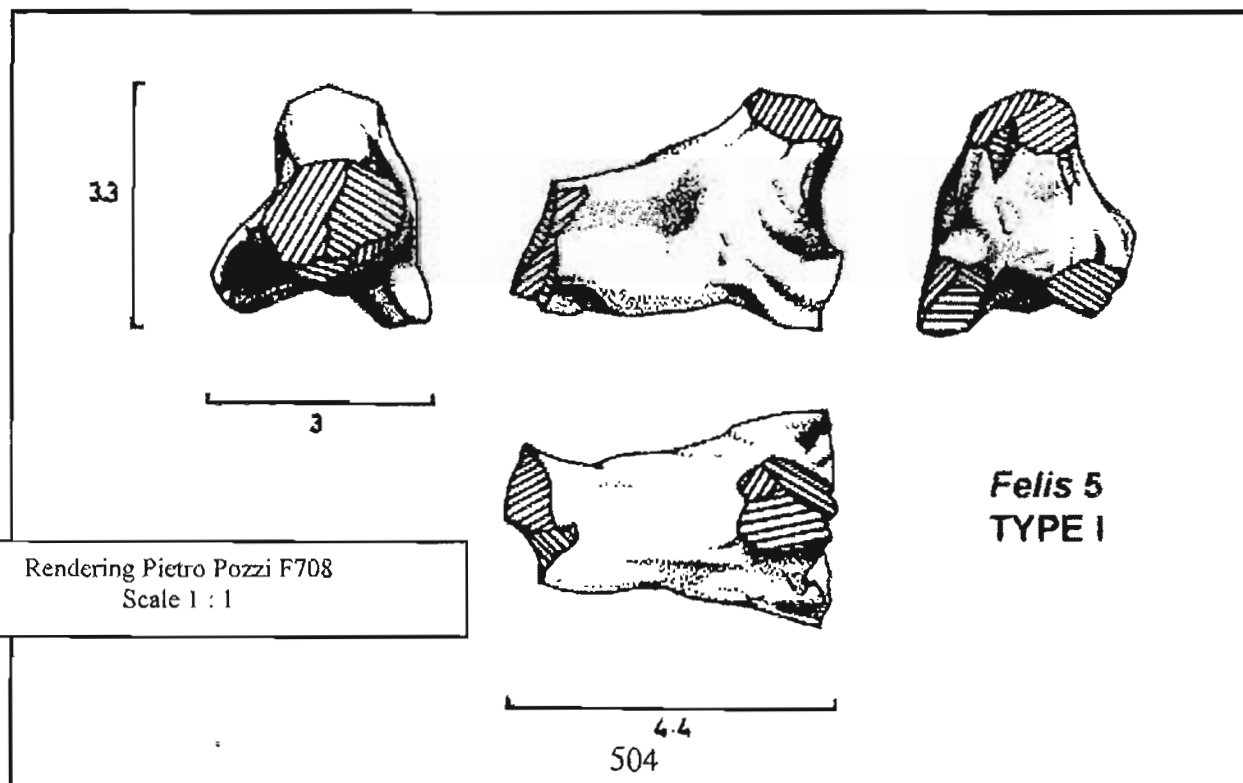 3.3
3
Felis 5
TYPE I
Rendering Pietro Pozzi F708
Scale 1 : 1
4.4
504